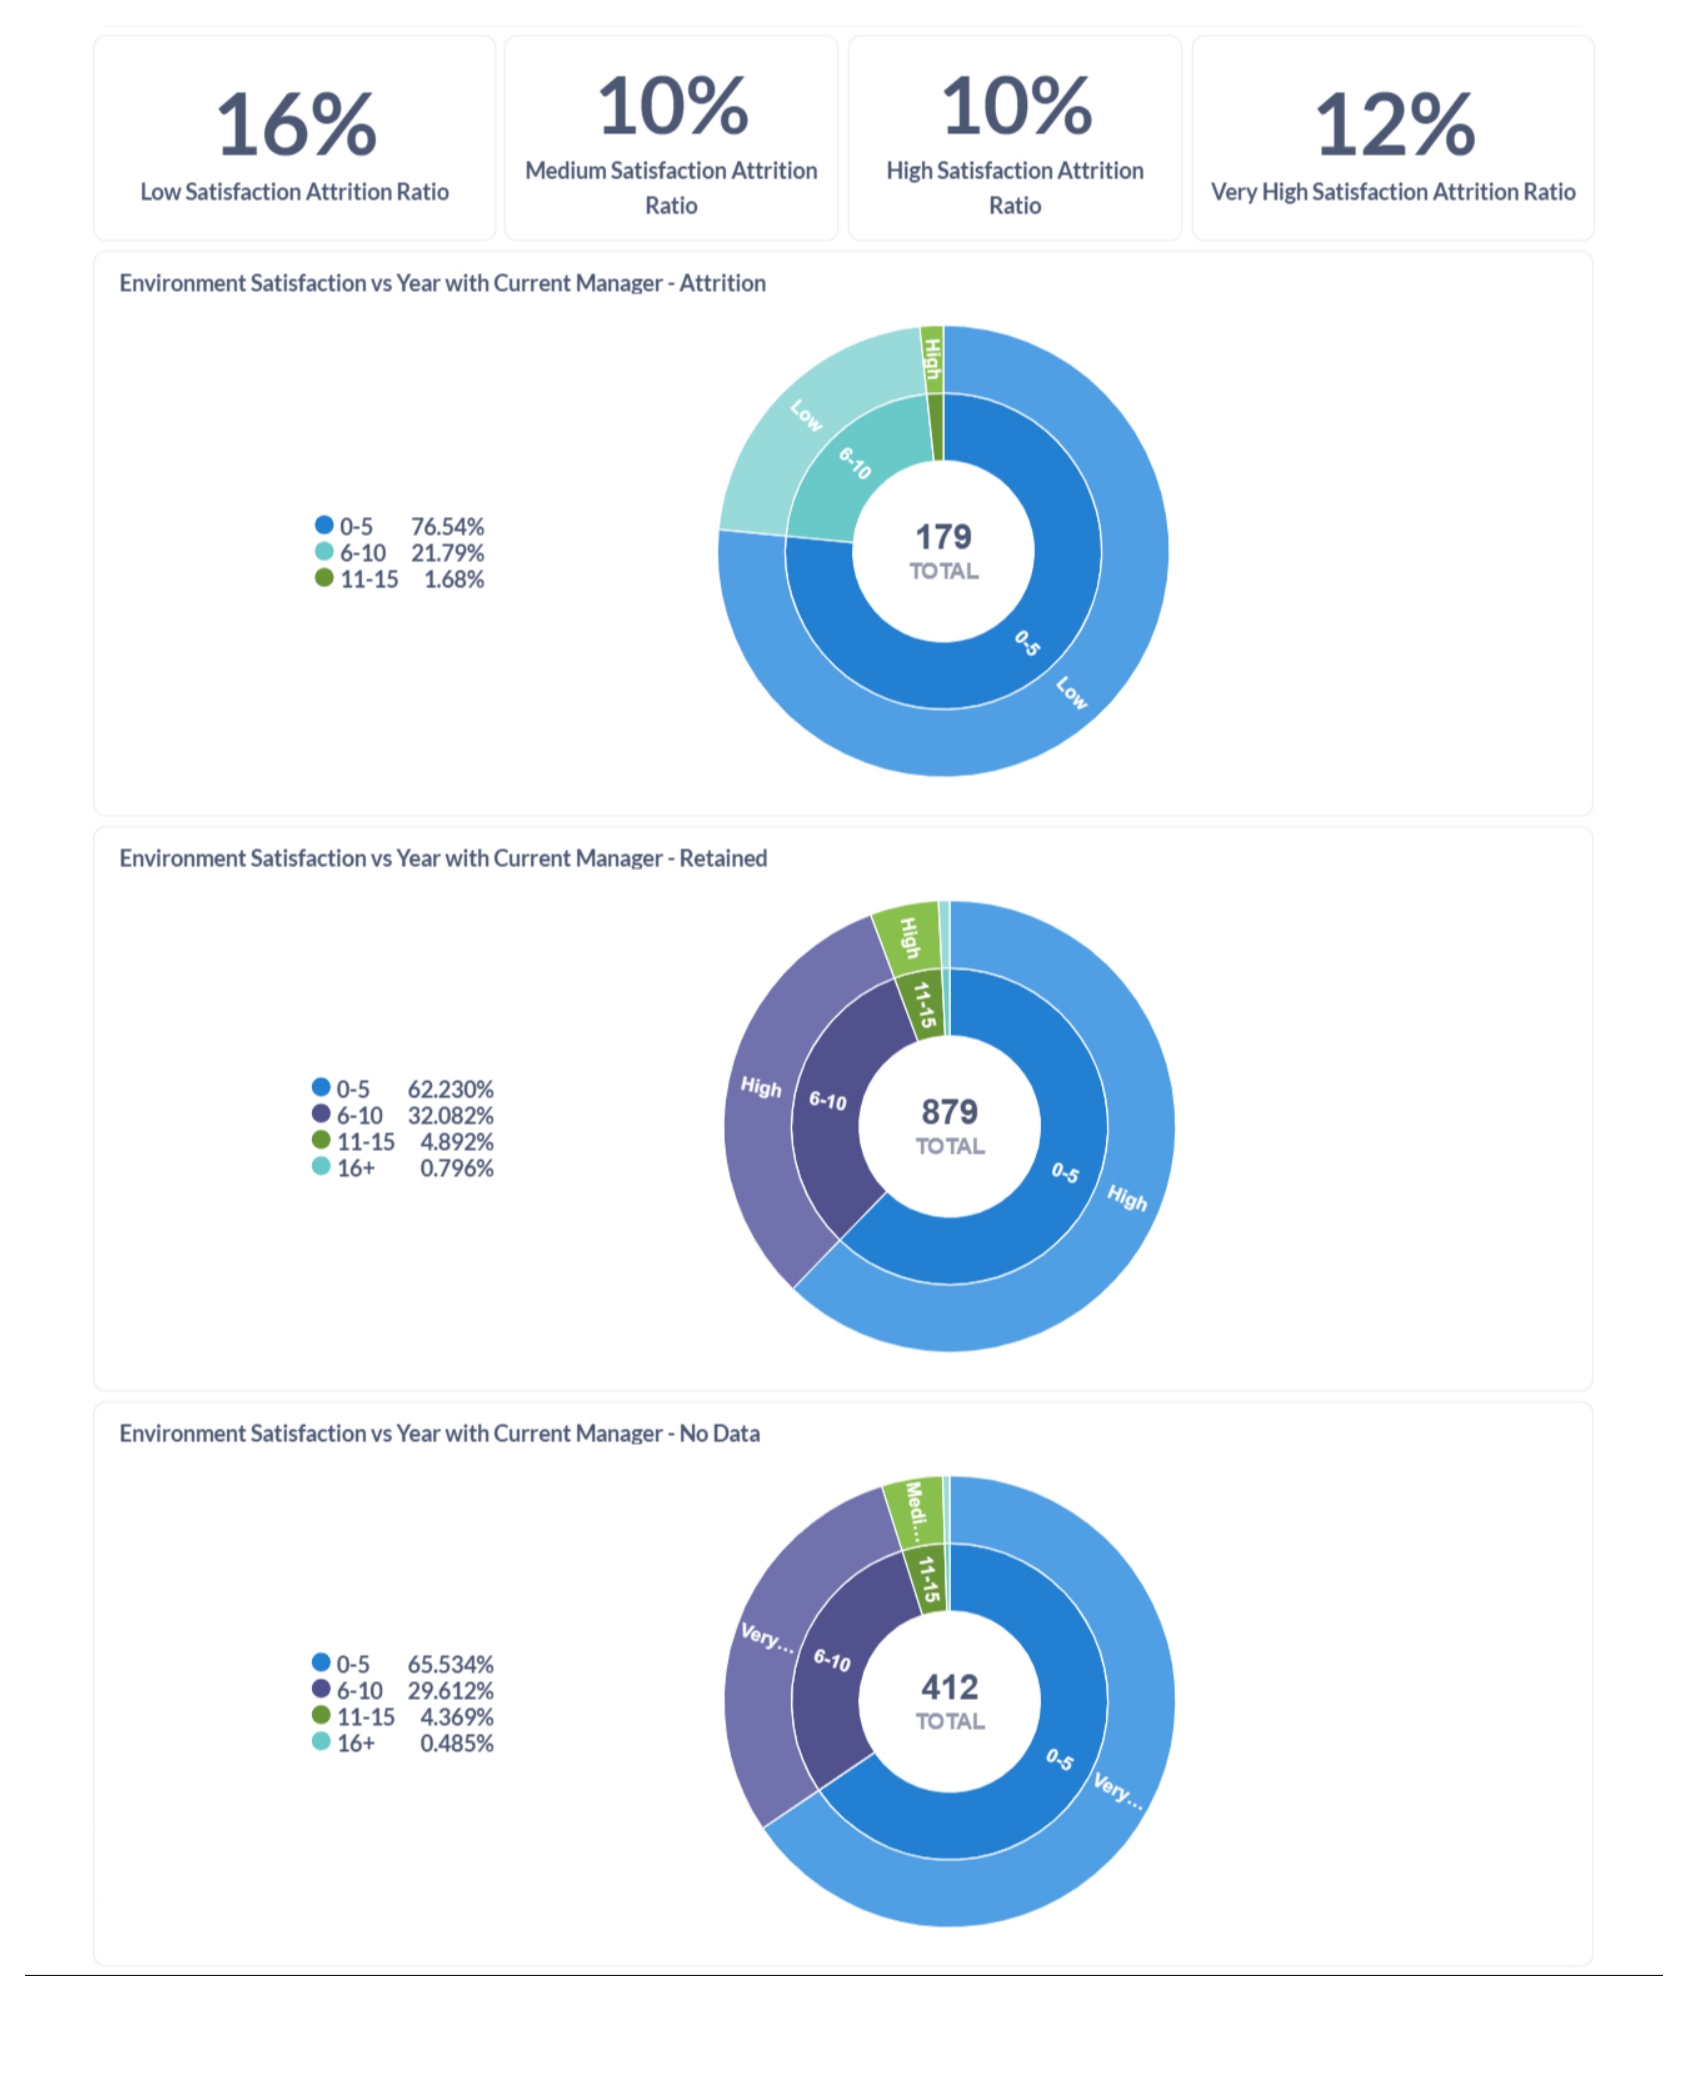 16%
Low Satisfaction Attrition Ratio
10%
Medium Satisfaction Attrition
Ratio
10%
High Satisfaction Attrition
Ratio
12%
Very High Satisfaction Attrition Ratio
Environment Satisfaction vs Year with Current Manager - Attrition
0-5 76.54%
6-10 21.79%
11-15 1.68%
High
Low
6-10
179
TOTAL
0-5
Low
Environment Satisfaction vs Year with Current Manager - Retained
0-5 62.230%
6-10 32.082%
11-15 4.892%
16+ 0.796%
High
11-15
High
6-10
879
TOTAL
0-5
High
Environment Satisfaction vs Year with Current Manager - No Data
0-5 65.534%
6-10 29.612%
11-15 4.369%
16+ 0.485%
Medi...
11-15
Very...
6-10
412
TOTAL
0-5
Very...